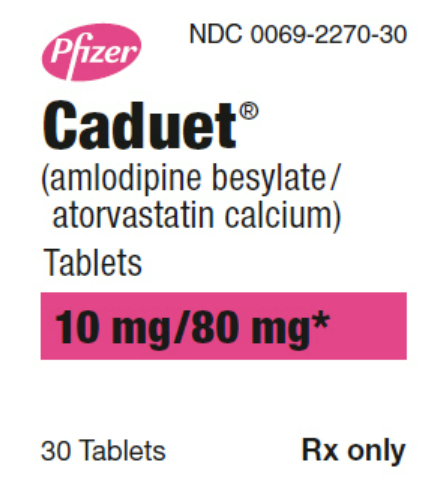 Pfizer
NDC 0069-2270-30
Caduet®
(amlodipine besylate/
atorvastatin calcium)
Tablets
10 mg/80 mg*
30 Tablets
Rx only